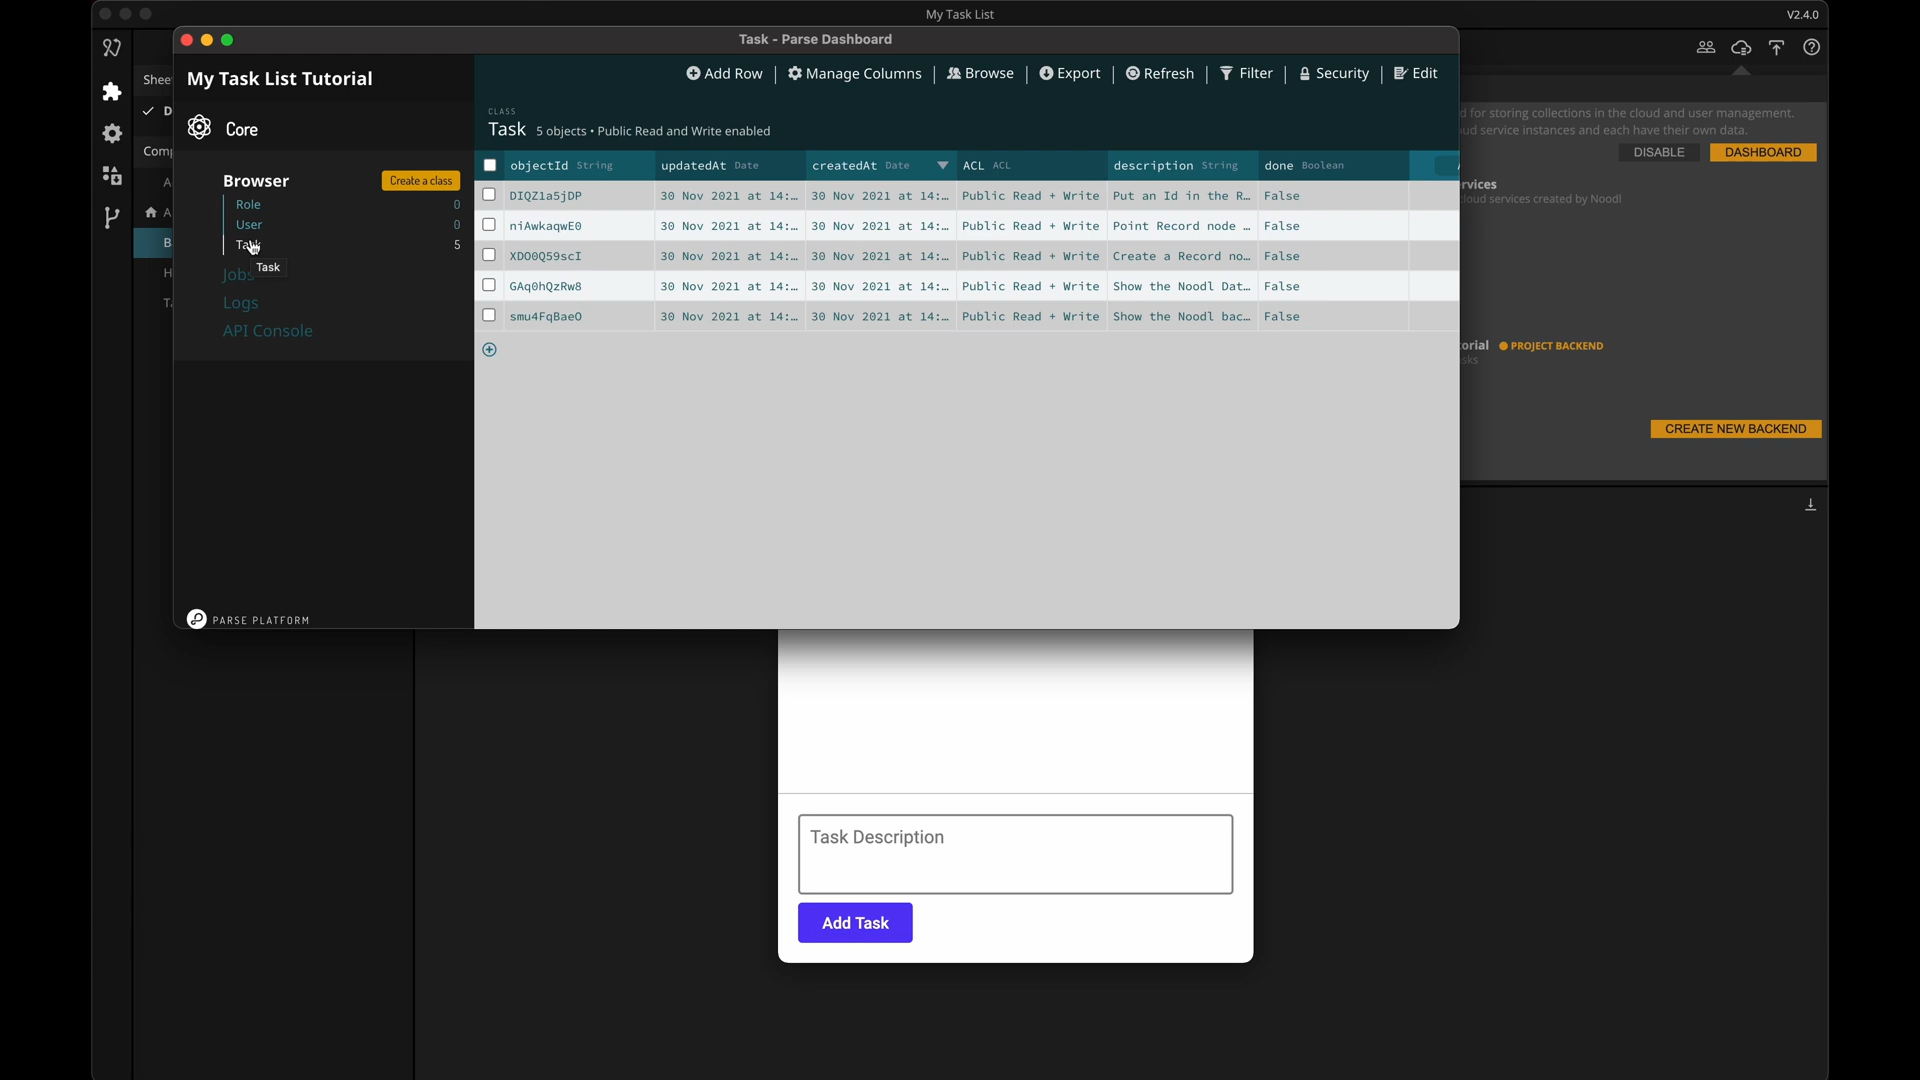 My Task List
V2.4.0
Task - Parse Dashboard
My Task List Tutorial
Add Row
Manage Columns
Browse
Export
Refresh
Filter
Security
Edit
Core
CLASS
Task 5 objects • Public Read and Write enabled
Browser
Create a class
Role 0
User 0
Task 5
Task
Jobs
Logs
API Console
PARSE PLATFORM
objectId String updatedAt Date createdAt Date ACL ACL description String done Boolean
DIQZ1a5jDP 30 Nov 2021 at 14:… 30 Nov 2021 at 14:… Public Read + Write Put an Id in the R… False
niAwkaqwE0 30 Nov 2021 at 14:… 30 Nov 2021 at 14:… Public Read + Write Point Record node … False
XDO0Q59scI 30 Nov 2021 at 14:… 30 Nov 2021 at 14:… Public Read + Write Create a Record no… False
GAq0hQzRw8 30 Nov 2021 at 14:… 30 Nov 2021 at 14:… Public Read + Write Show the Noodl Dat… False
smu4FqBaeO 30 Nov 2021 at 14:… 30 Nov 2021 at 14:… Public Read + Write Show the Noodl bac… False
Shee
D
Comp
A
A
B
H
Ta
d for storing collections in the cloud and user management.
ud service instances and each have their own data.
DISABLE
DASHBOARD
rvices
loud services created by Noodl
orial PROJECT BACKEND
sks
CREATE NEW BACKEND
Task Description
Add Task